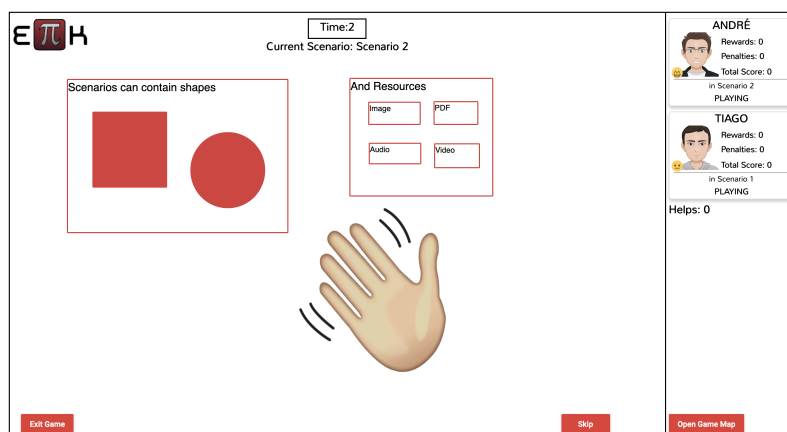 ε π κ
Time:2
Current Scenario: Scenario 2
Scenarios can contain shapes
And Resources
Image
PDF
Audio
Video
Exit Game
Skip
ANDRÉ
Rewards: 0
Penalties: 0
Total Score: 0
in Scenario 2
PLAYING
TIAGO
Rewards: 0
Penalties: 0
Total Score: 0
in Scenario 1
PLAYING
Helps: 0
Open Game Map